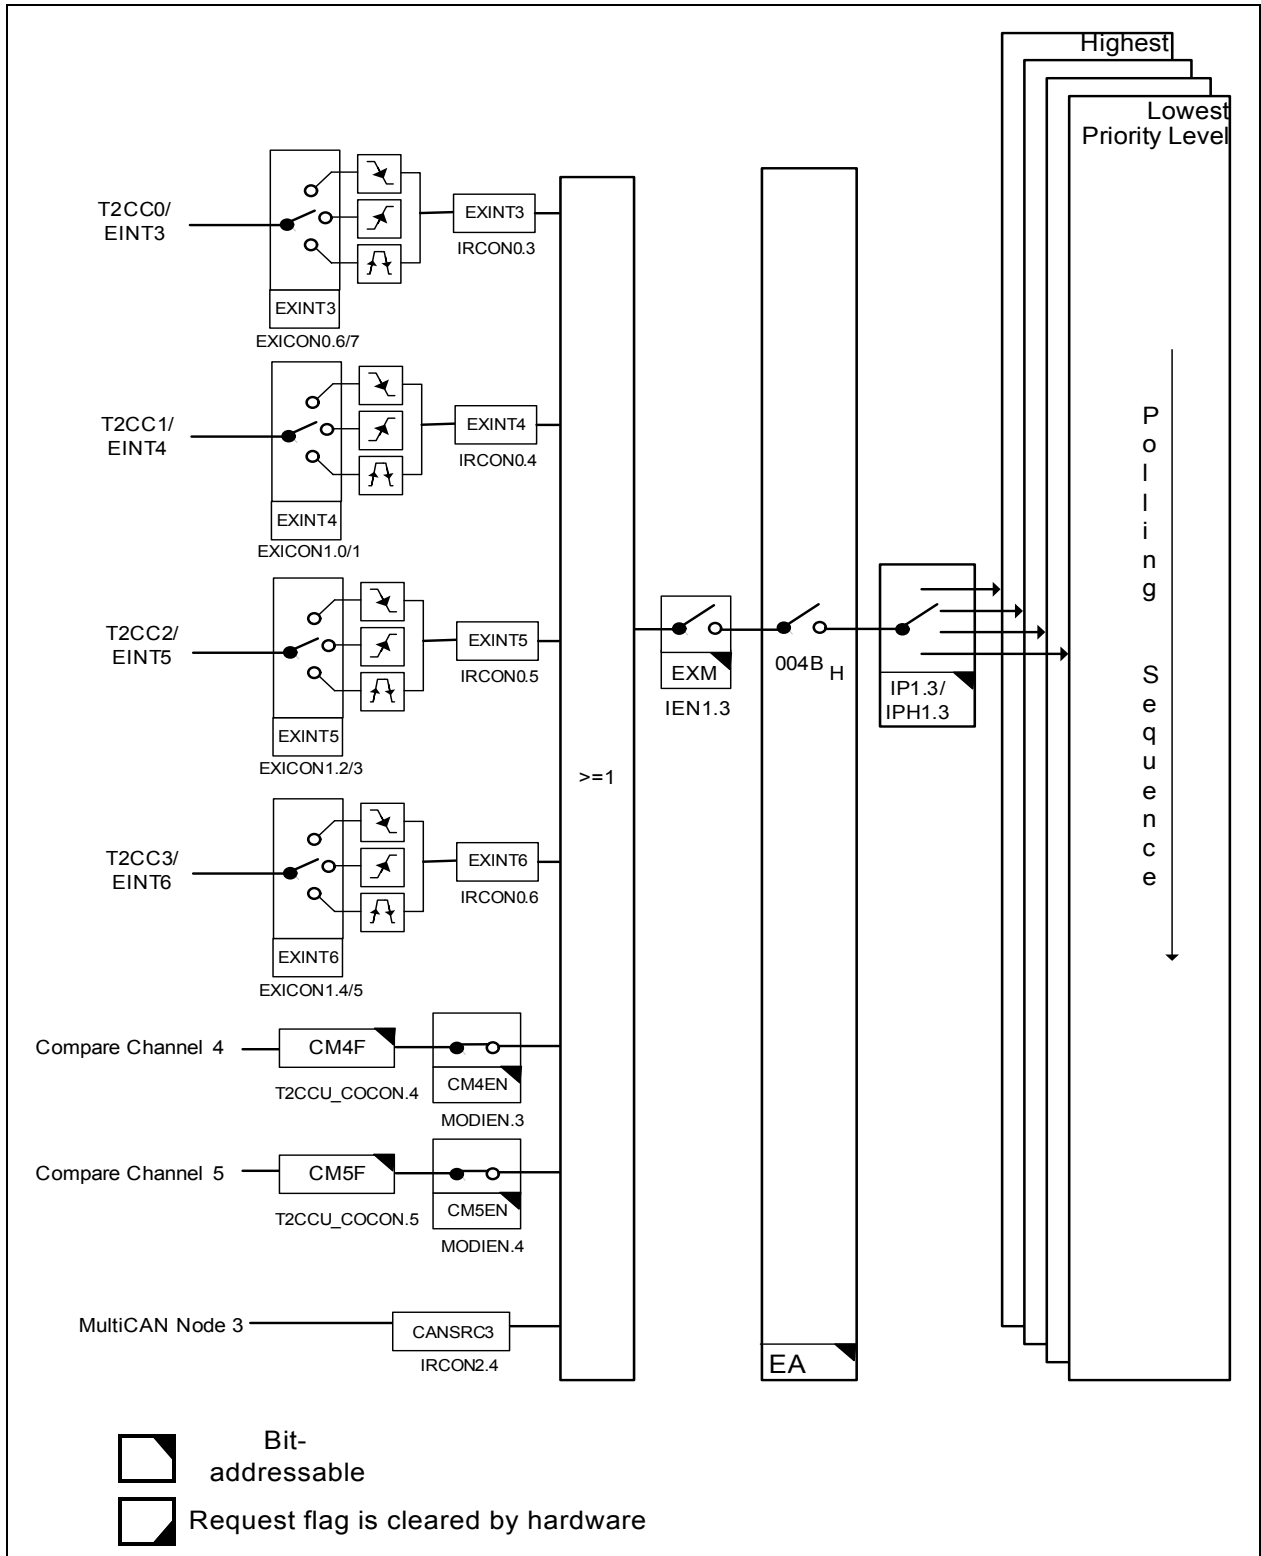 Highest
Lowest
Priority Level
T2CC0/
EINT3
EXINT3
EXICON0.6/7
EXINT3
IRCON0.3
T2CC1/
EINT4
EXINT4
EXICON1.0/1
EXINT4
IRCON0.4
T2CC2/
EINT5
EXINT5
EXICON1.2/3
EXINT5
IRCON0.5
T2CC3/
EINT6
EXINT6
EXICON1.4/5
EXINT6
IRCON0.6
Compare Channel 4
CM4F
T2CCU_COCON.4
CM4EN
MODIEN.3
Compare Channel 5
CM5F
T2CCU_COCON.5
CM5EN
MODIEN.4
MultiCAN Node 3
CANSRC3
IRCON2.4
>=1
EXM
IEN1.3
004B H
EA
IP1.3/
IPH1.3
Polling Sequence
Bit-
addressable
Request flag is cleared by hardware